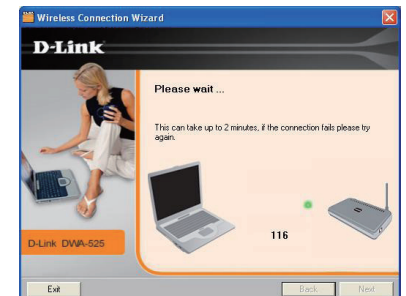 Wireless Connection Wizard
D-Link
Please wait ...
This can take up to 2 minutes, if the connection fails please try
again.
116
D-Link DWA-525
Exit
Back
Next